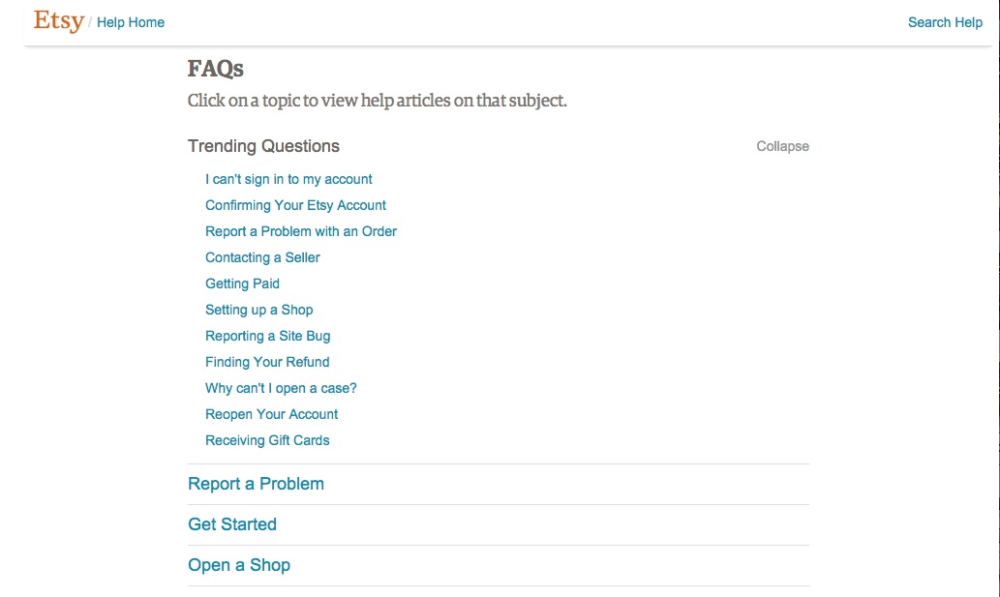 Etsy / Help Home Search Help
FAQs
Click on a topic to view help articles on that subject.
Trending Questions Collapse
I can't sign in to my account
Confirming Your Etsy Account
Report a Problem with an Order
Contacting a Seller
Getting Paid
Setting up a Shop
Reporting a Site Bug
Finding Your Refund
Why can't I open a case?
Reopen Your Account
Receiving Gift Cards
Report a Problem
Get Started
Open a Shop